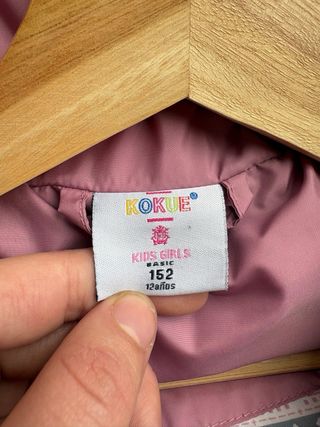 KOKUE®
KIDS GIRLS
BASIC
152
12años